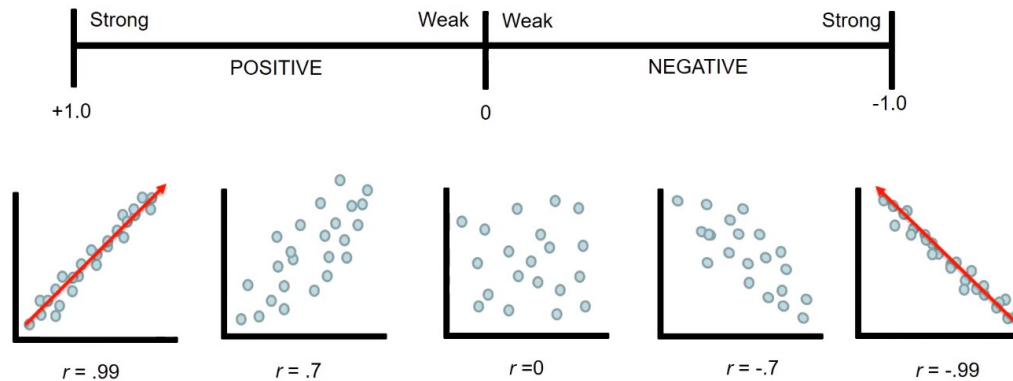 Strong Weak Weak Strong
POSITIVE NEGATIVE
+1.0 0 -1.0
r = .99 r = .7 r =0 r = -.7 r = -.99